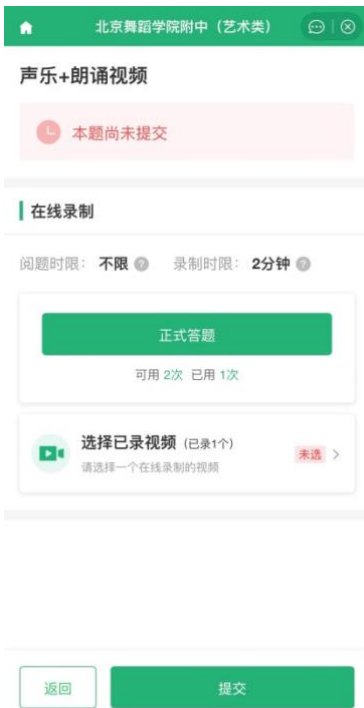 北京舞蹈学院附中（艺术类）
声乐+朗诵视频
本题尚未提交
在线录制
阅题时限： 不限 ? 录制时限： 2分钟 ?
正式答题
可用 2次 已用 1次
选择已录视频 (已录1个)
请选择一个在线录制的视频
未选
返回
提交